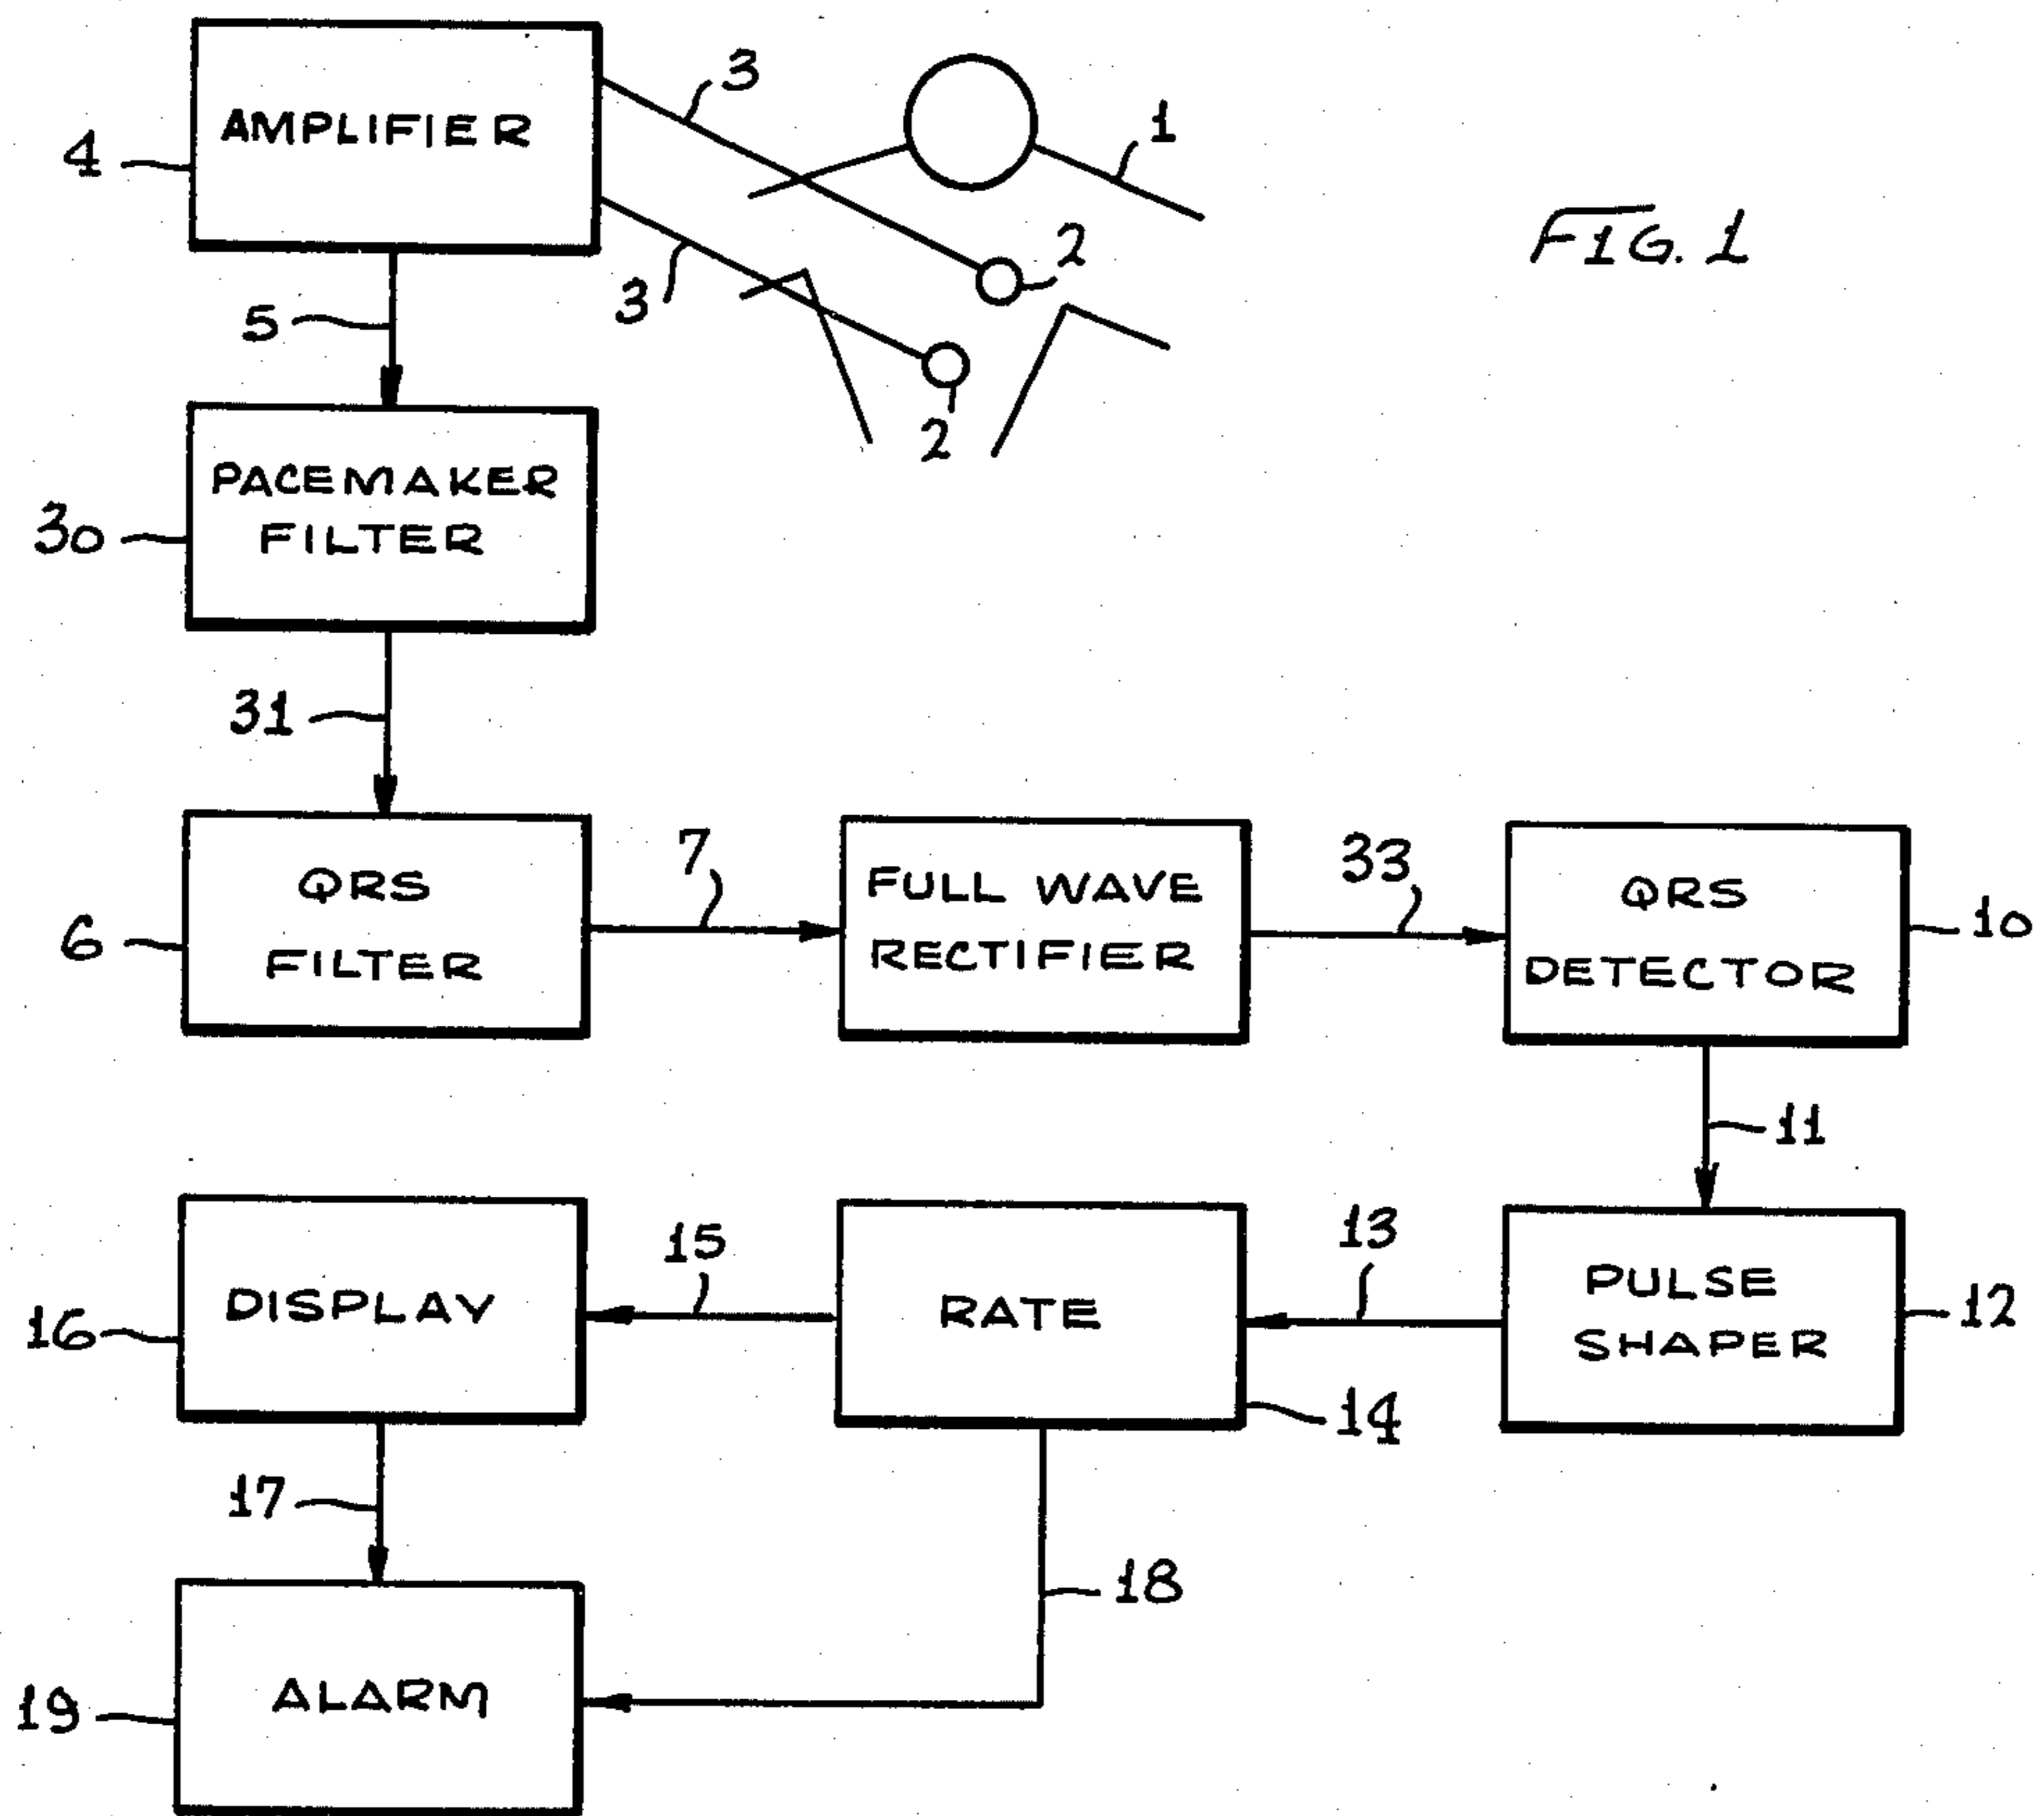 AMPLIFIER
4
3
3
1
2
2
FIG. 1
5
PACEMAKER
FILTER
30
31
QRS
FILTER
6
7
FULL WAVE
RECTIFIER
33
QRS
DETECTOR
10
11
PULSE
SHAPER
12
13
RATE
14
15
DISPLAY
16
17
18
ALARM
19